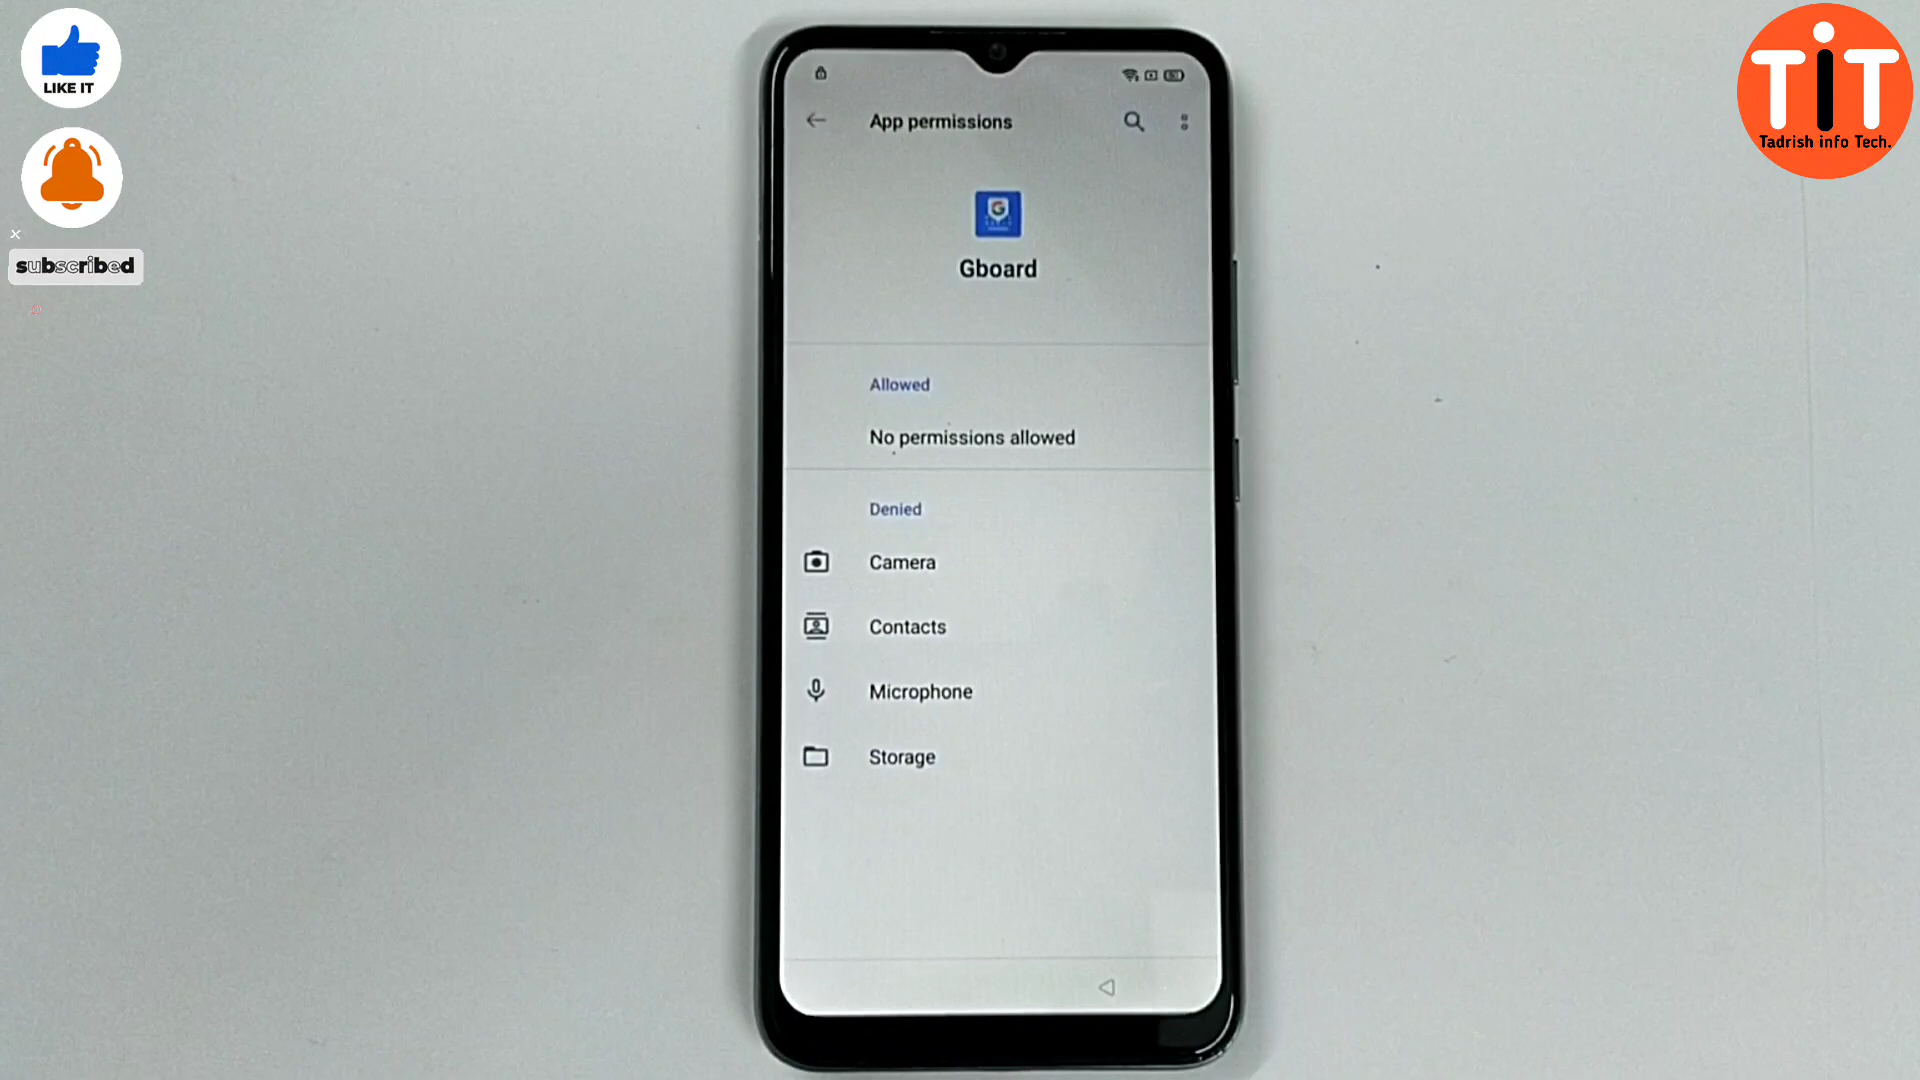 LIKE IT
subscribed
TiT
Tadrish info Tech.
App permissions
G
Gboard
Allowed
No permissions allowed
Denied
Camera
Contacts
Microphone
Storage